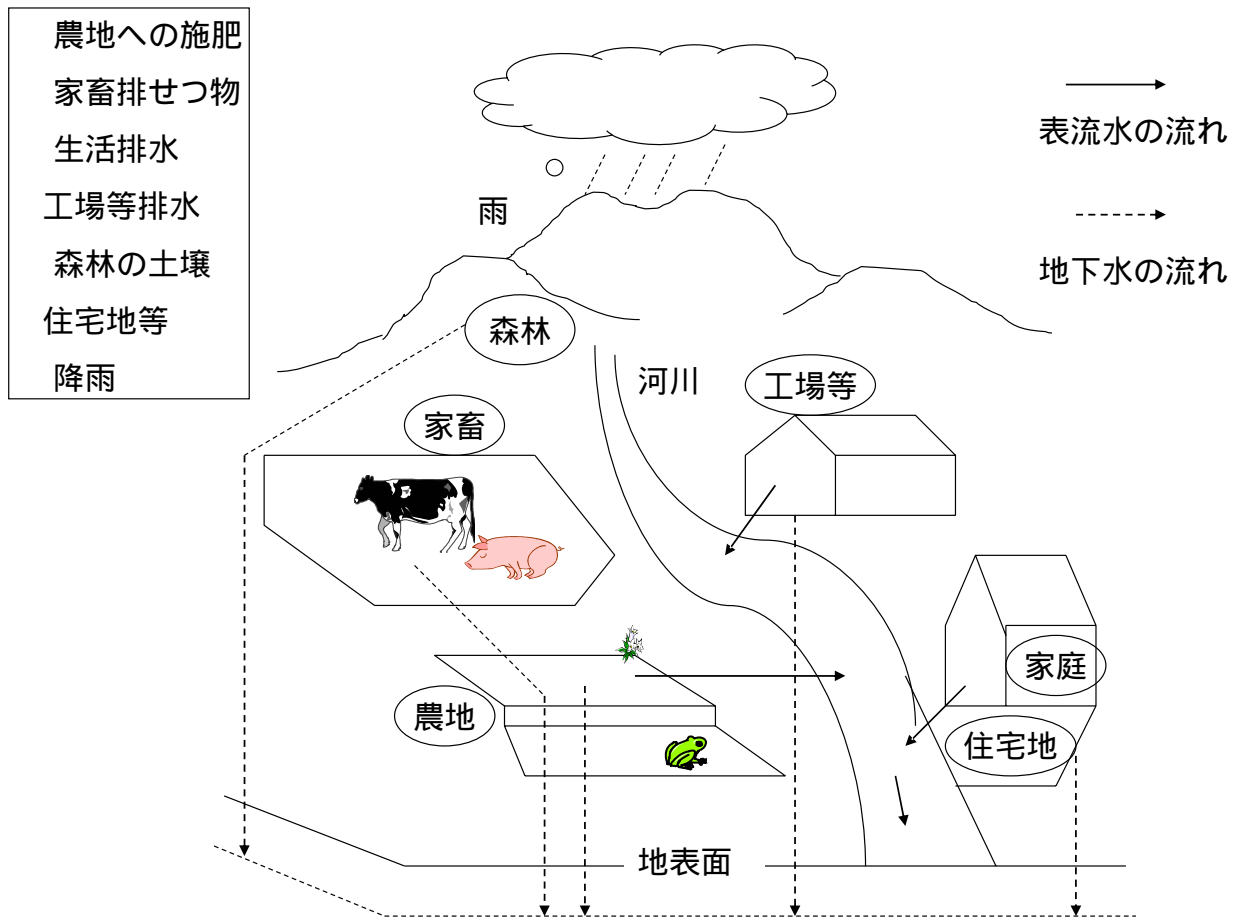 農地への施肥
家畜排せつ物
生活排水
工場等排水
森林の土壌
住宅地等
降雨
表流水の流れ
雨
地下水の流れ
森林
河川
工場等
家畜
家庭
農地
住宅地
地表面